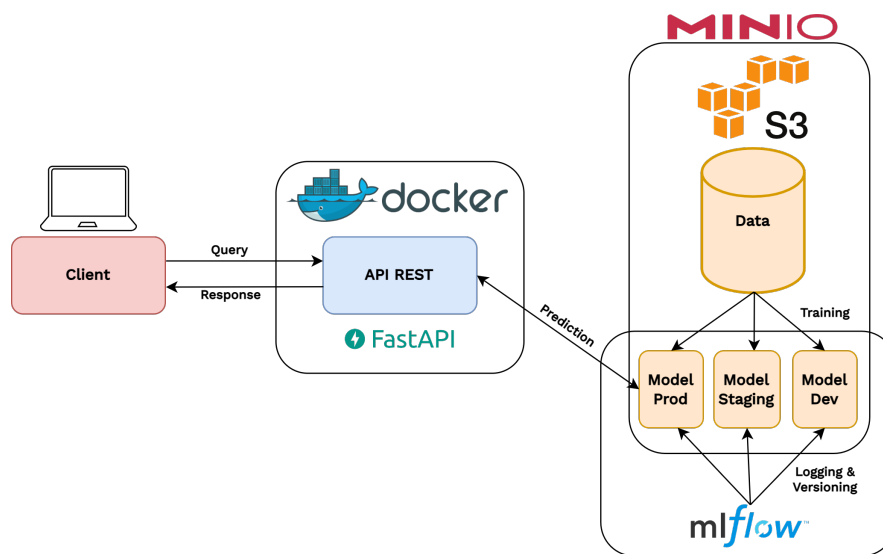 MINIO
S3
docker
Data
Query
Client
API REST
Response
Training
Prediction
FastAPI
Model
Prod
Model
Staging
Model
Dev
Logging &
Versioning
mlflow™